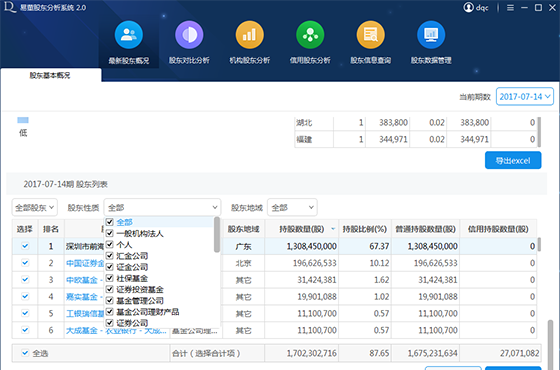 易董股东分析系统 2.0
dqc
最新股东概况 股东对比分析 机构股东分析 信用股东分析 股东信息查询 股东数据管理
股东基本概况
当前期数 2017-07-14
低
湖北 1 383,800 0.02 383,800 0
福建 1 344,971 0.02 344,971 0
导出excel
2017-07-14期 股东列表
全部股东 股东性质 全部 股东地域 全部
全部
一般机构法人
个人
汇金公司
证金公司
社保基金
证券投资基金
基金管理公司
基金公司理财产品
证券公司
选择 排名 股东地域 持股数量(股) 持股比例(%) 普通持股数量(股) 信用持股数量(股)
1 深圳市前海 广东 1,308,450,000 67.37 1,308,450,000 0
2 中国证券金 北京 196,626,533 10.12 196,626,533 0
3 中欧基金 - 其它 31,424,381 1.62 31,424,381 0
4 嘉实基金 - 其它 19,901,088 1.02 19,901,088 0
5 工银瑞信基 其它 11,100,700 0.57 11,100,700 0
6 大成基金 - 农业银行 - 大成... 基金公司理... 其它 11,100,700 0.57 11,100,700 0
全选 合计（选择合计项） 1,702,302,716 87.65 1,675,231,634 27,071,082